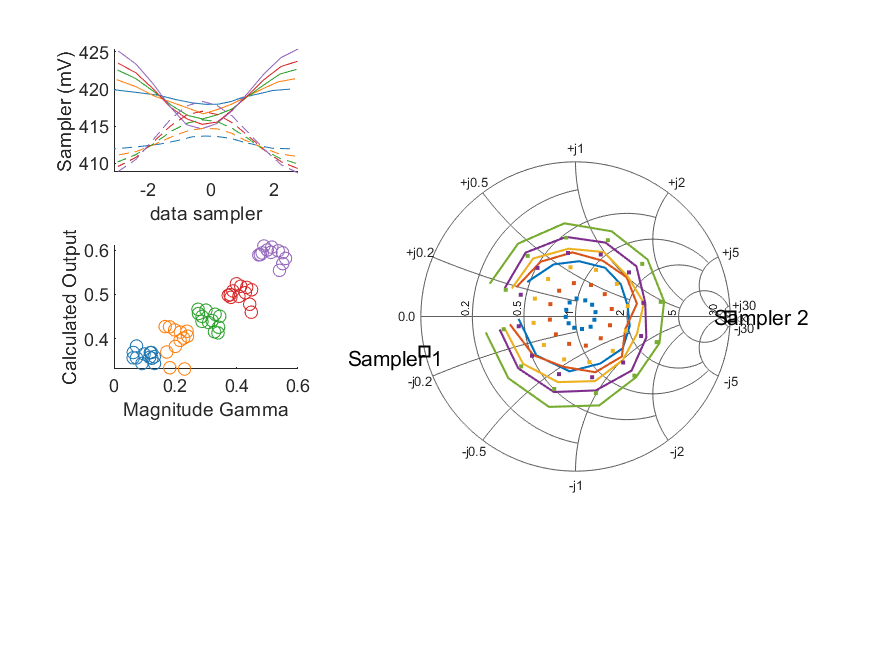 Sampler (mV)
425
420
415
410
-2
0
2
data sampler
Calculated Output
0.6
0.5
0.4
0
0.2
0.4
0.6
Magnitude Gamma
+j1
+j0.5
+j2
+j0.2
+j5
0.0
0.2
0.5
1
2
5
30
+j30
-j30
Sampler 2
Sampler 1
-j0.2
-j5
-j0.5
-j2
-j1